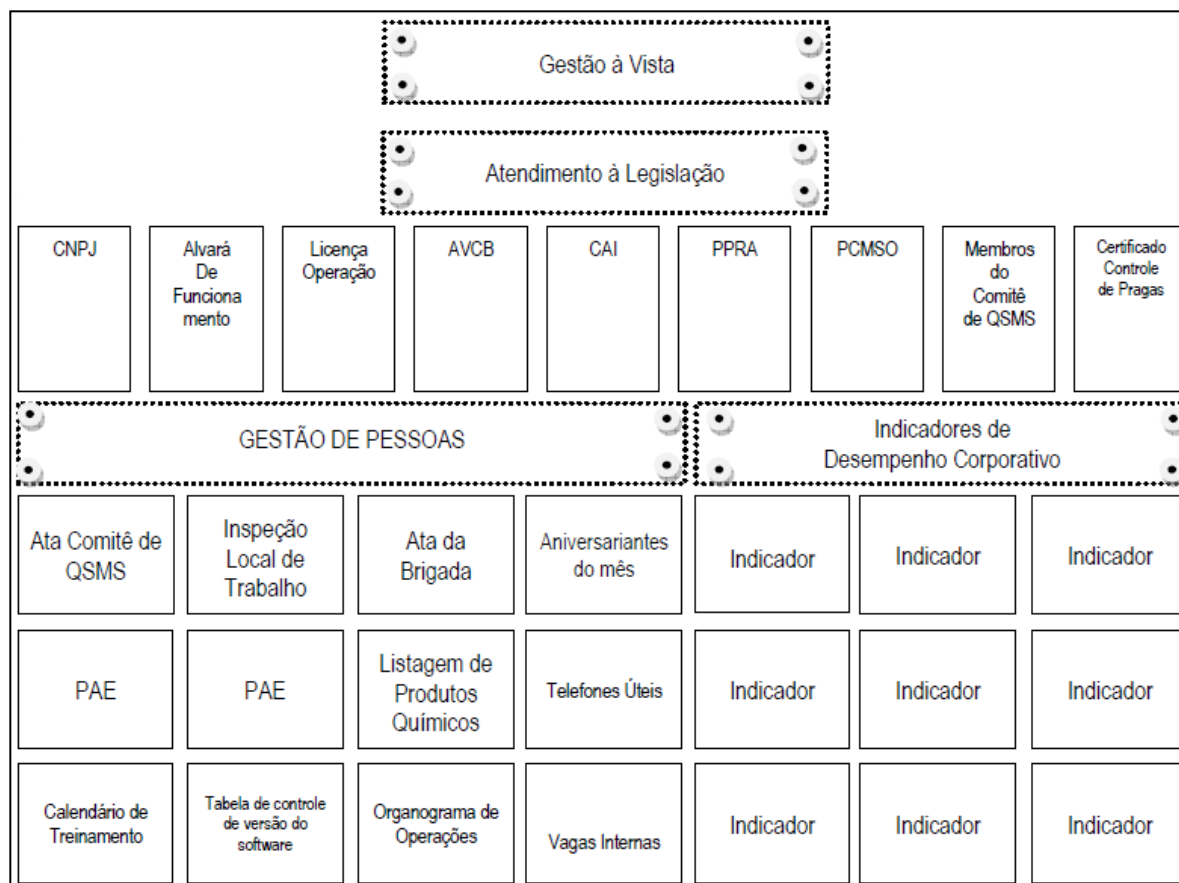 Gestão à Vista
Atendimento à Legislação
CNPJ
Alvará
De
Funciona
mento
Licença
Operação
AVCB
CAI
PPRA
PCMSO
Membros
do
Comitê
de QSMS
Certificado
Controle
de Pragas
GESTÃO DE PESSOAS
Indicadores de
Desempenho Corporativo
Ata Comitê de
QSMS
Inspeção
Local de
Trabalho
Ata da
Brigada
Aniversariantes
do mês
Indicador
Indicador
Indicador
PAE
PAE
Listagem de
Produtos
Químicos
Telefones Úteis
Indicador
Indicador
Indicador
Calendário de
Treinamento
Tabela de controle
de versão do
software
Organograma de
Operações
Vagas Internas
Indicador
Indicador
Indicador